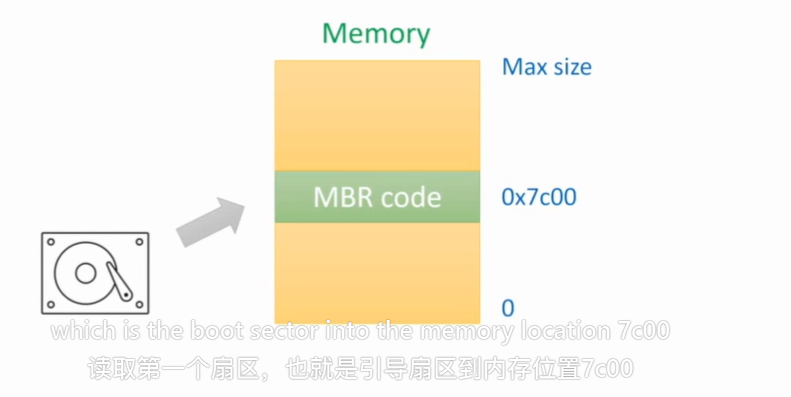 Memory
Max size
MBR code
0x7c00
0
which is the boot sector into the memory location 7c00
读取第一个扇区，也就是引导扇区到内存位置7c00